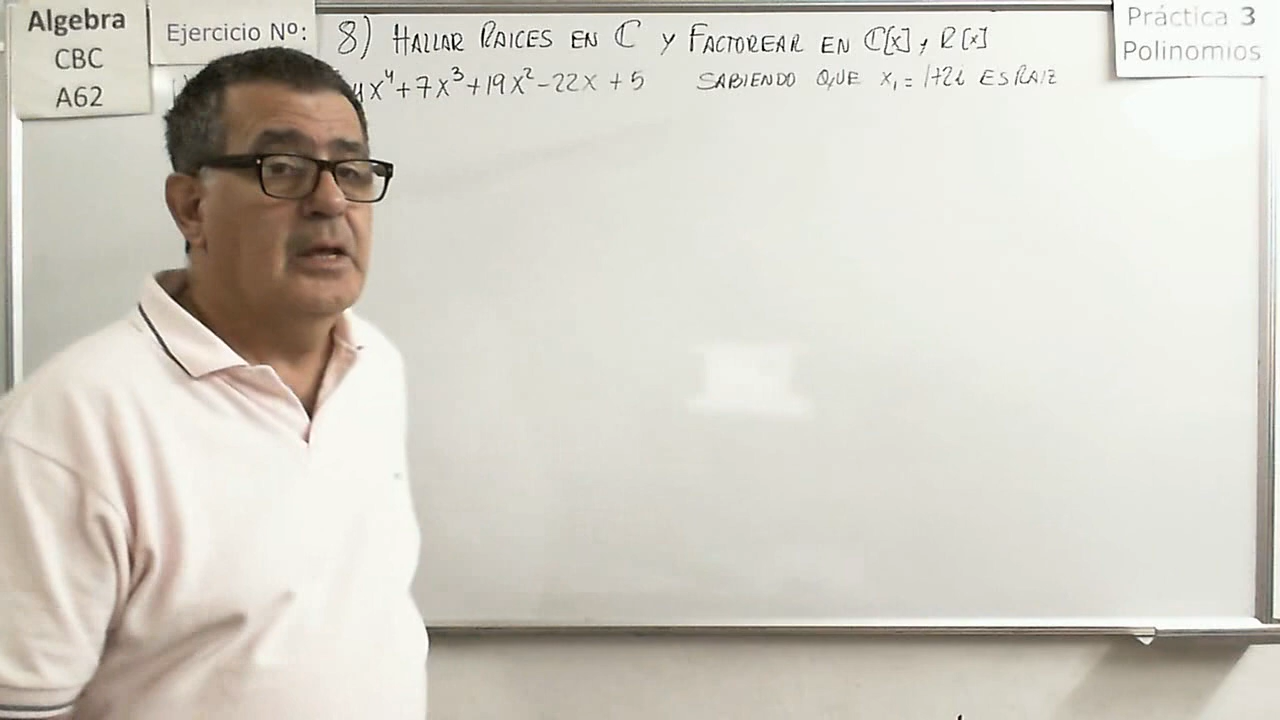 Algebra
CBC
A62
Ejercicio Nº:
Práctica 3
Polinomios
8) HALLAR RAICES EN ℂ Y FACTOREAR EN ℂ[x], R[x]
4x⁴+7x³+19x²-22x+5 SABIENDO QUE x₁=1+2i ES RAIZ